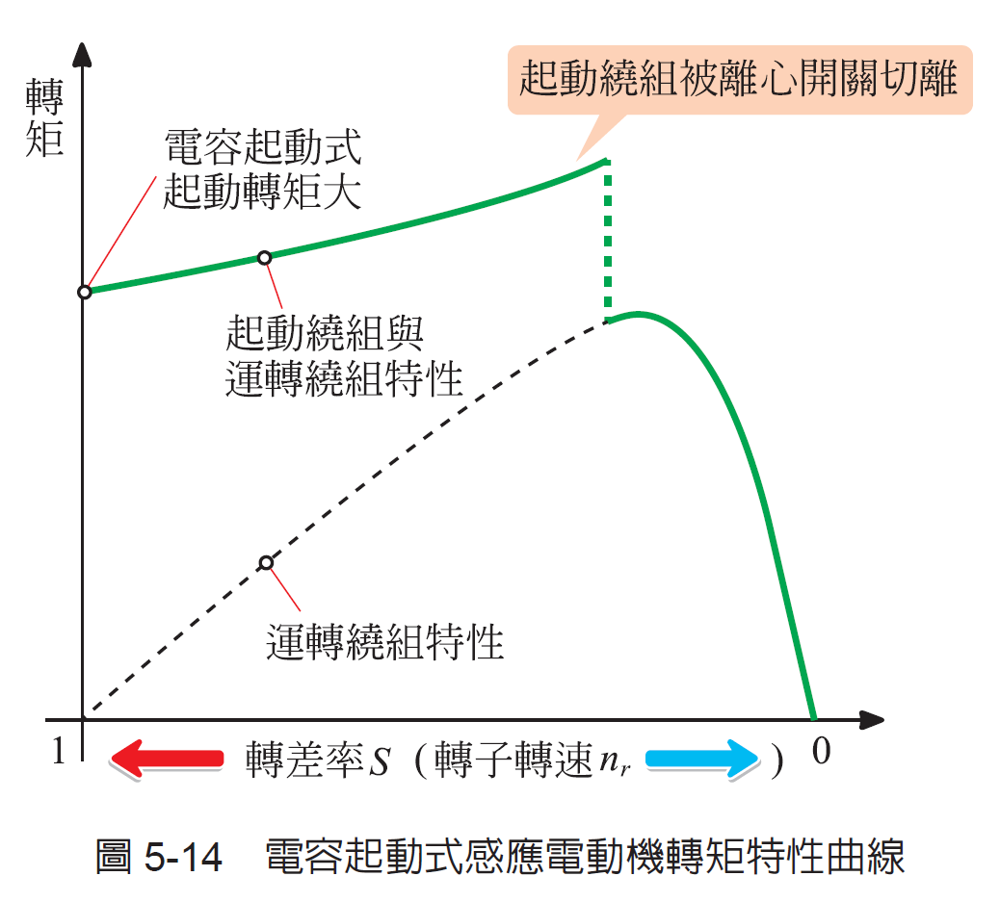 起動繞組被離心開關切離
轉
矩
電容起動式
起動轉矩大
起動繞組與
運轉繞組特性
運轉繞組特性
1
轉差率S（轉子轉速nr ）
0
圖 5-14 電容起動式感應電動機轉矩特性曲線